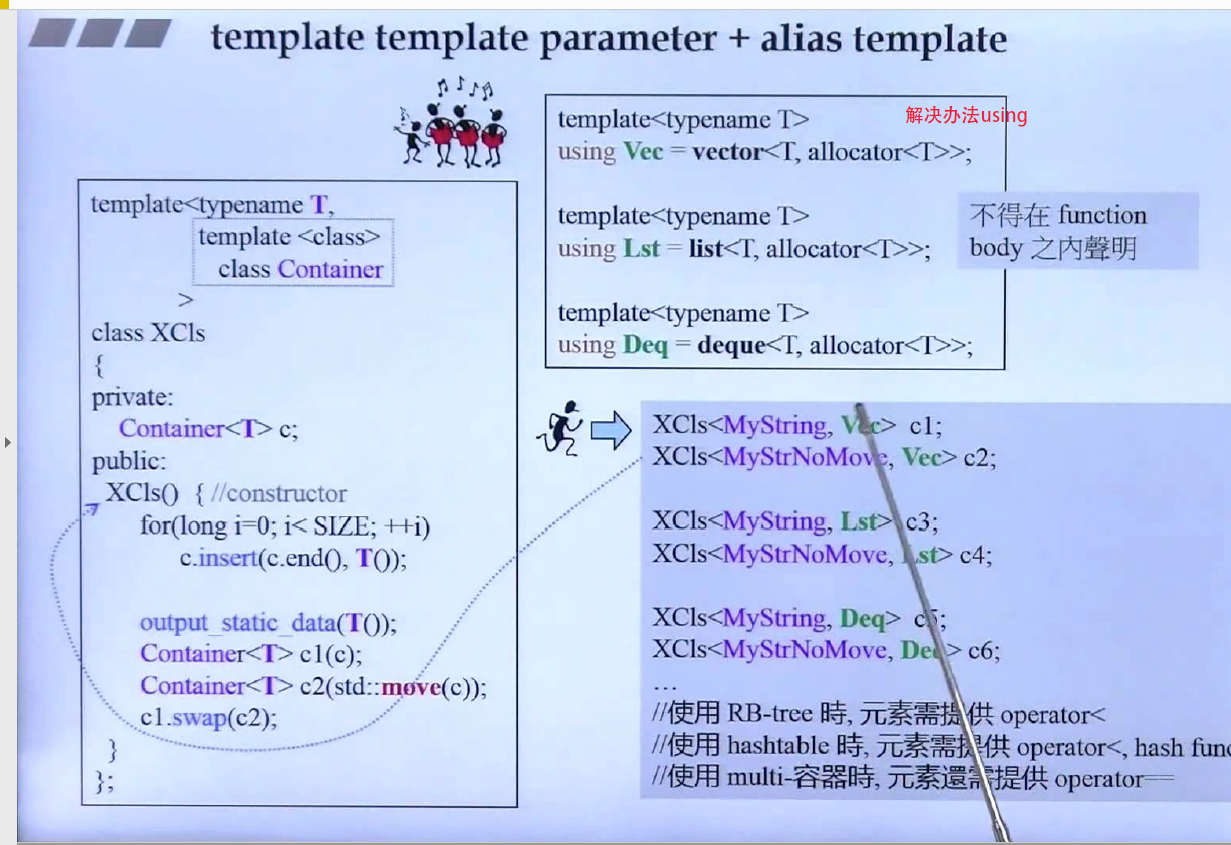 template template parameter + alias template
template<typename T,
template <class>
class Container
>
class XCls
{
private:
Container<T> c;
public:
XCls() { //constructor
for(long i=0; i< SIZE; ++i)
c.insert(c.end(), T());
output_static_data(T());
Container<T> c1(c);
Container<T> c2(std::move(c));
c1.swap(c2);
}
};
解决办法using
template<typename T>
using Vec = vector<T, allocator<T>>;
template<typename T>
using Lst = list<T, allocator<T>>;
template<typename T>
using Deq = deque<T, allocator<T>>;
不得在 function
body 之內聲明
XCls<MyString, Vec> c1;
XCls<MyStrNoMove, Vec> c2;
XCls<MyString, Lst> c3;
XCls<MyStrNoMove, Lst> c4;
XCls<MyString, Deq> c5;
XCls<MyStrNoMove, Deq> c6;
...
//使用 RB-tree 時, 元素需提供 operator<
//使用 hashtable 時, 元素需提供 operator<, hash func
//使用 multi-容器時, 元素還需提供 operator==